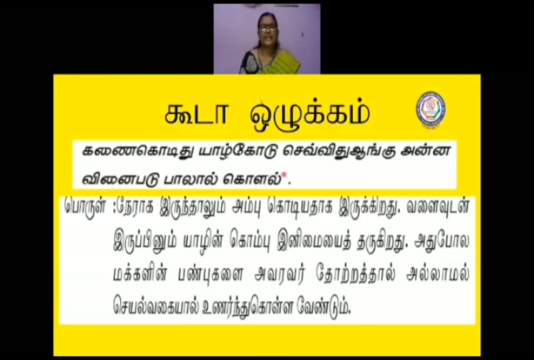 கூடா ஒழுக்கம்
கணைகொடிது யாழ்கோடு செவ்விதுஆங்கு அன்ன
வினைபடு பாலால் கொளல்*.
பொருள் :நேராக இருந்தாலும் அம்பு கொடியதாக இருக்கிறது. வளைவுடன்
இருப்பினும் யாழின் கொம்பு இனிமையைத் தருகிறது. அதுபோல
மக்களின் பண்புகளை அவரவர் தோற்றத்தால் அல்லாமல்
செயல்வகையால் உணர்ந்துகொள்ள வேண்டும்.